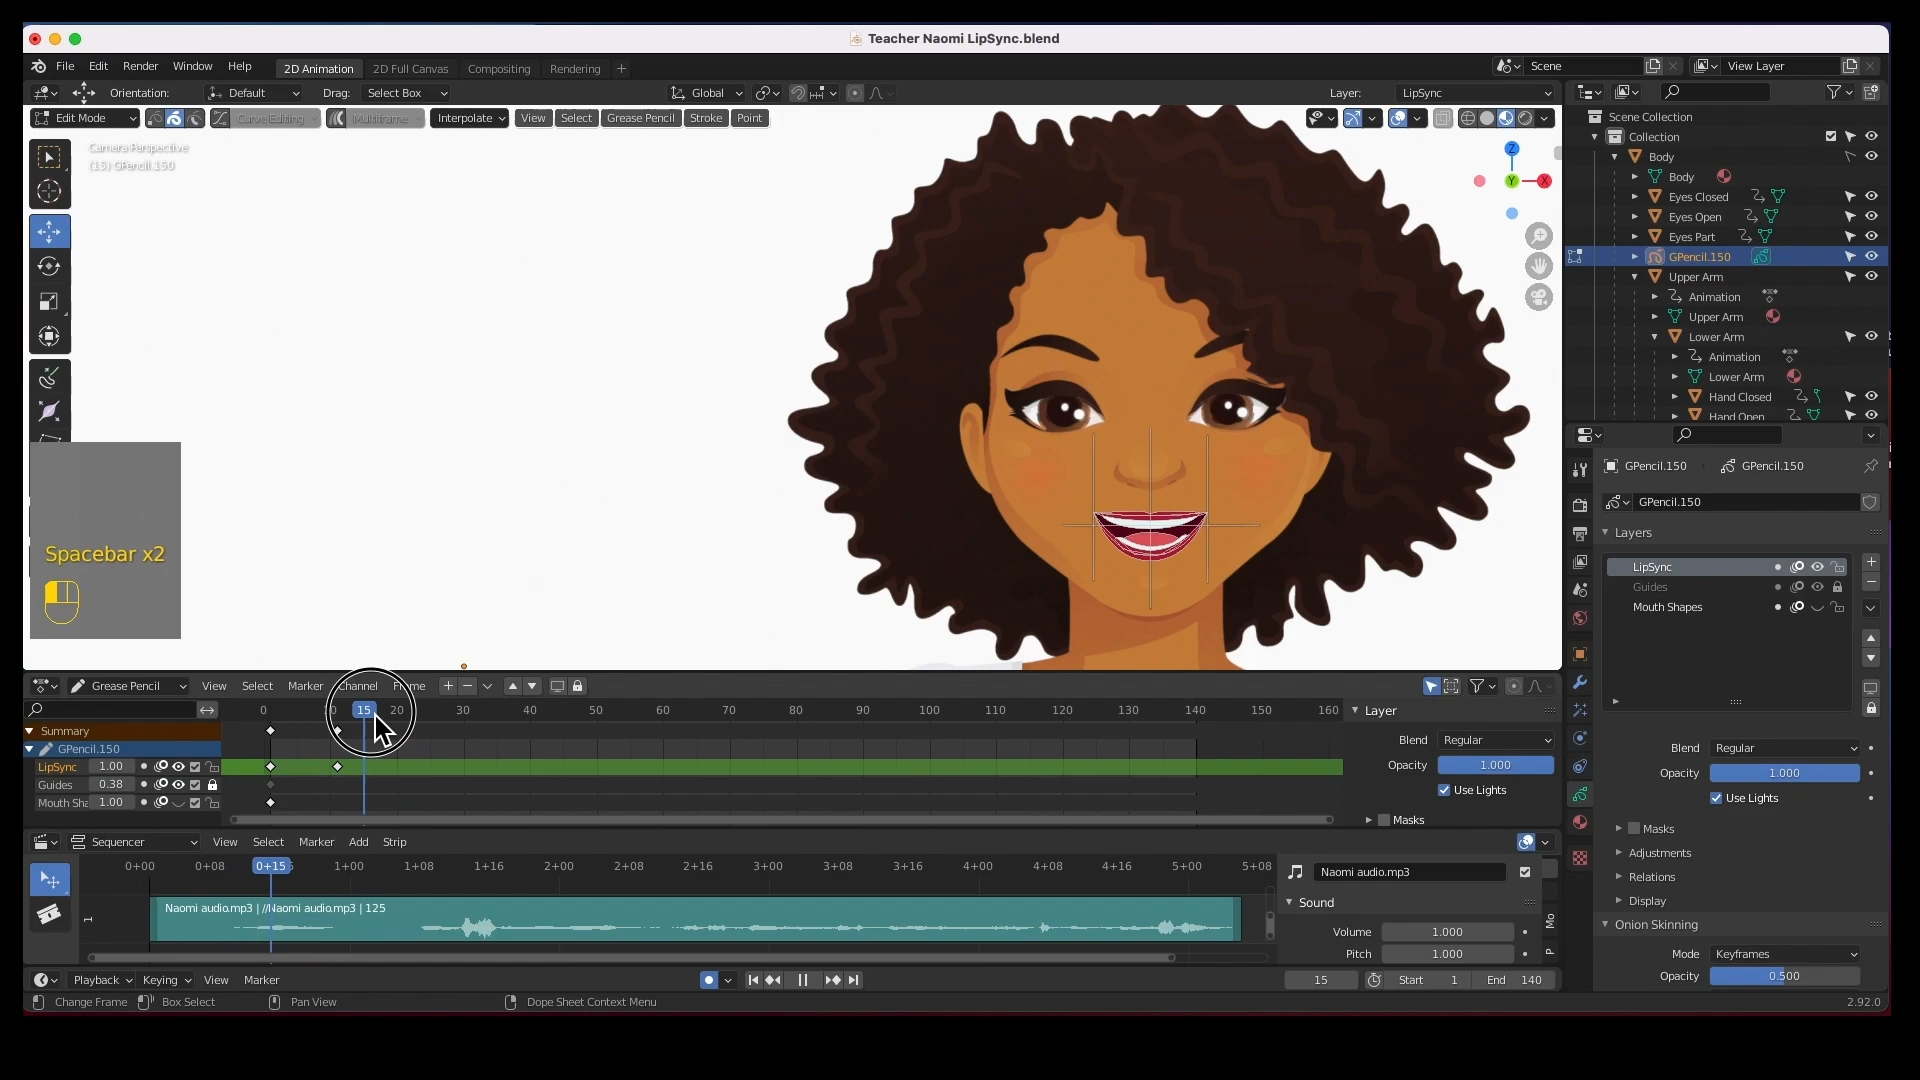 Teacher Naomi LipSync.blend
File Edit Render Window Help 2D Animation 2D Full Canvas Compositing Rendering + Scene View Layer
Orientation: Default Drag: Select Box Global Layer: LipSync
Edit Mode Curve Editing Multiframe Interpolate View Select Grease Pencil Stroke Point
Camera Perspective
(15) GPencil.150
Z
Y
X
Scene Collection
Collection
Body
Body
Eyes Closed
Eyes Open
Eyes Part
GPencil.150
Upper Arm
Animation
Upper Arm
Lower Arm
Animation
Lower Arm
Hand Closed
Hand Open
GPencil.150 GPencil.150
GPencil.150
Layers
LipSync
Guides
Mouth Shapes
Blend Regular
Opacity 1.000
Use Lights
Masks
Adjustments
Relations
Display
Onion Skinning
Mode Keyframes
Opacity 0.500
2.92.0
Spacebar x2
Grease Pencil View Select Marker Channel Frame
0 15 20 30 40 50 60 70 80 90 100 110 120 130 140 150 160
Summary
GPencil.150
LipSync 1.00
Guides 0.38
Mouth Sha 1.00
Layer
Blend Regular
Opacity 1.000
Use Lights
Masks
Sequencer View Select Marker Add Strip
0+00 0+08 0+15 1+00 1+08 1+16 2+00 2+08 2+16 3+00 3+08 3+16 4+00 4+08 4+16 5+00 5+08
Naomi audio.mp3 | //Naomi audio.mp3 | 125
1
Naomi audio.mp3
Sound
Volume 1.000
Pitch 1.000
Mo
P
Playback Keying View Marker 15 Start 1 End 140
Change Frame Box Select Pan View Dope Sheet Context Menu